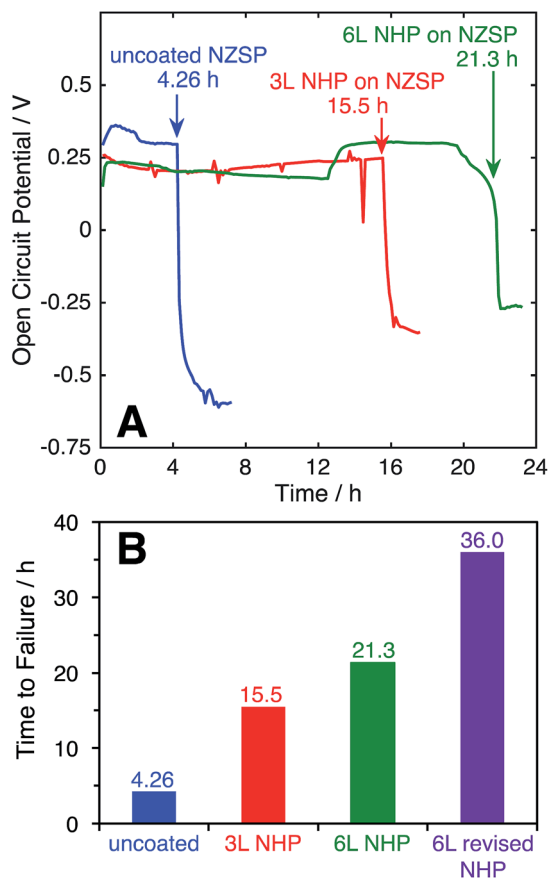 uncoated NZSP
4.26 h
6L NHP on NZSP
21.3 h
3L NHP on NZSP
15.5 h
Open Circuit Potential / V
0.5
0.25
0
-0.25
-0.5
-0.75
A
0 4 8 12 16 20 24
Time / h
B
Time to Failure / h
40
30
20
10
0
4.26
15.5
21.3
36.0
uncoated 3L NHP 6L NHP 6L revised
NHP